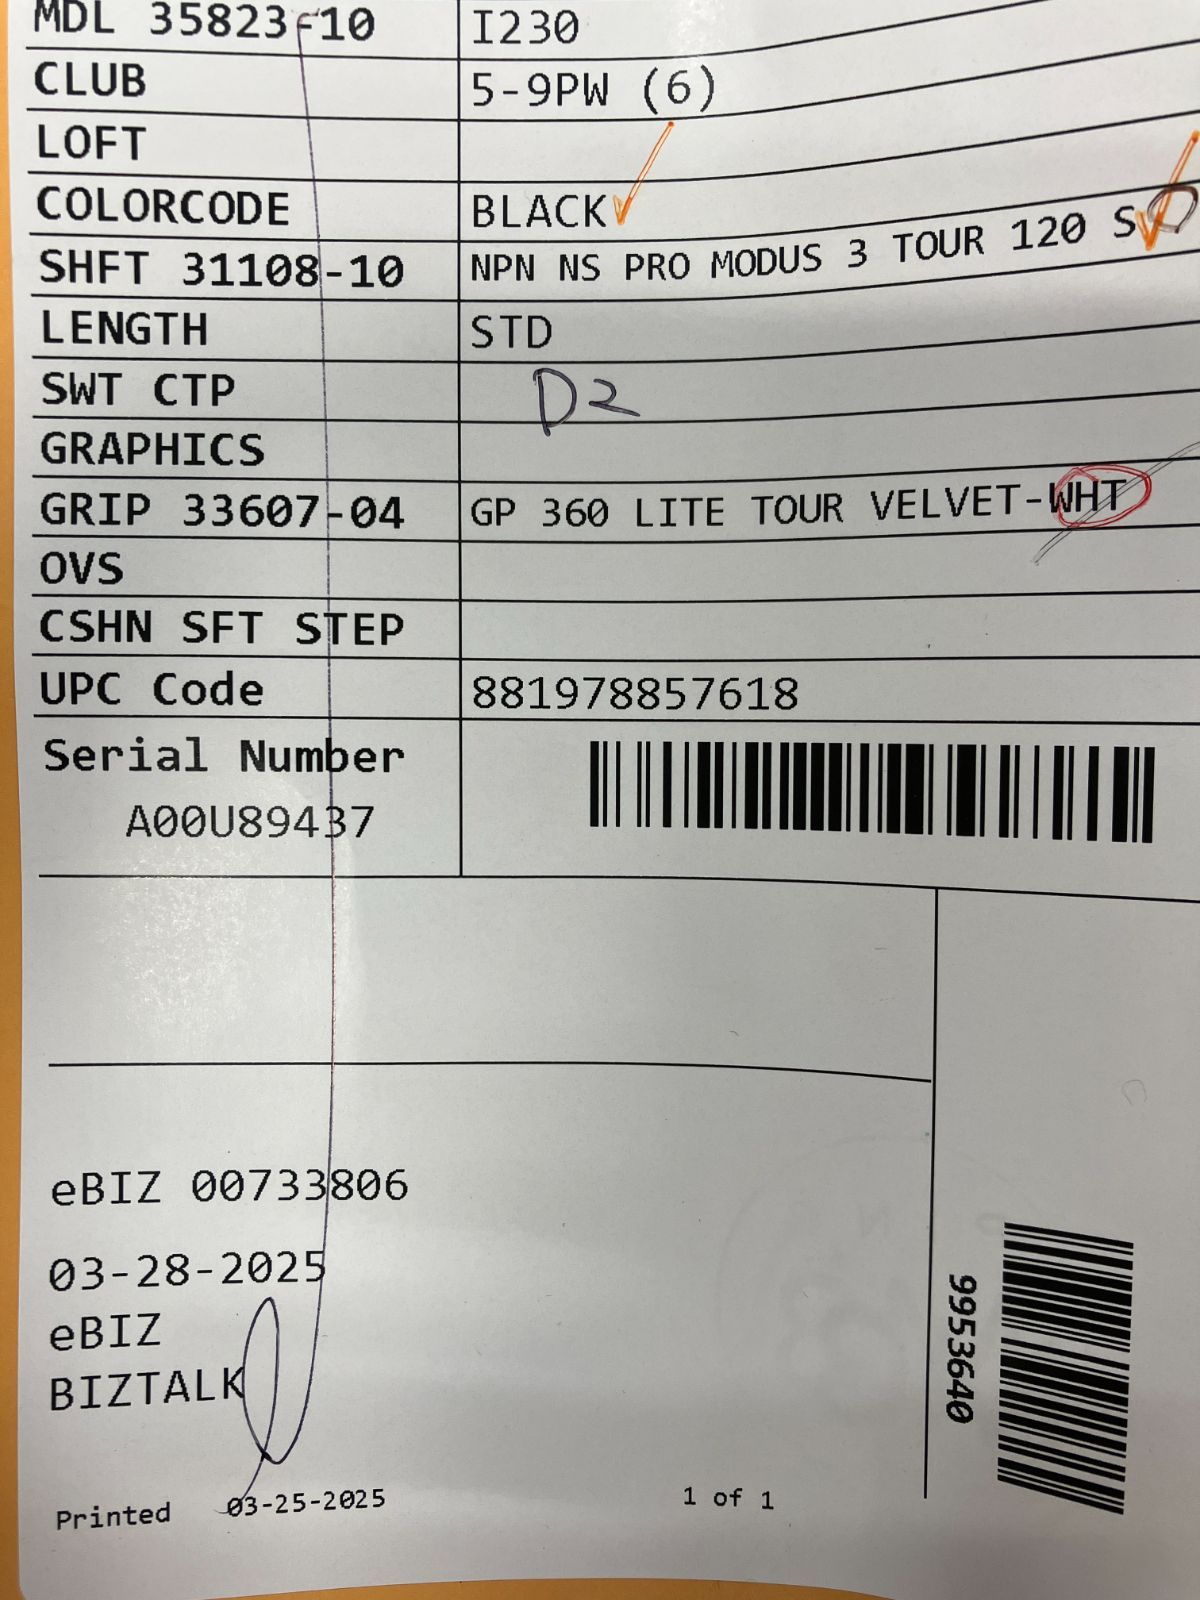 MDL 35823-10 I230
CLUB 5-9PW (6)
LOFT
COLORCODE BLACK
SHFT 31108-10 NPN NS PRO MODUS 3 TOUR 120 S
LENGTH STD
SWT CTP D2
GRAPHICS
GRIP 33607-04 GP 360 LITE TOUR VELVET-WHT
OVS
CSHN SFT STEP
UPC Code 881978857618
Serial Number
A00U89437
eBIZ 00733806
03-28-2025
eBIZ
BIZTALK
9953640
Printed 03-25-2025 1 of 1